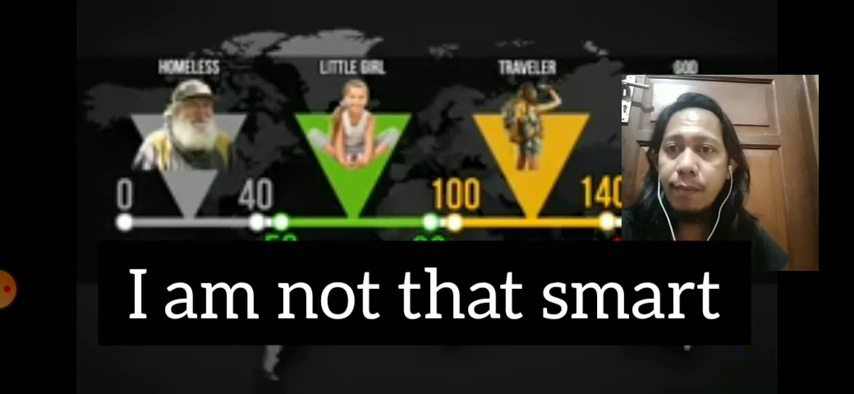 HOMELESS LITTLE GIRL TRAVELER GOD
0 40 100 140
I am not that smart